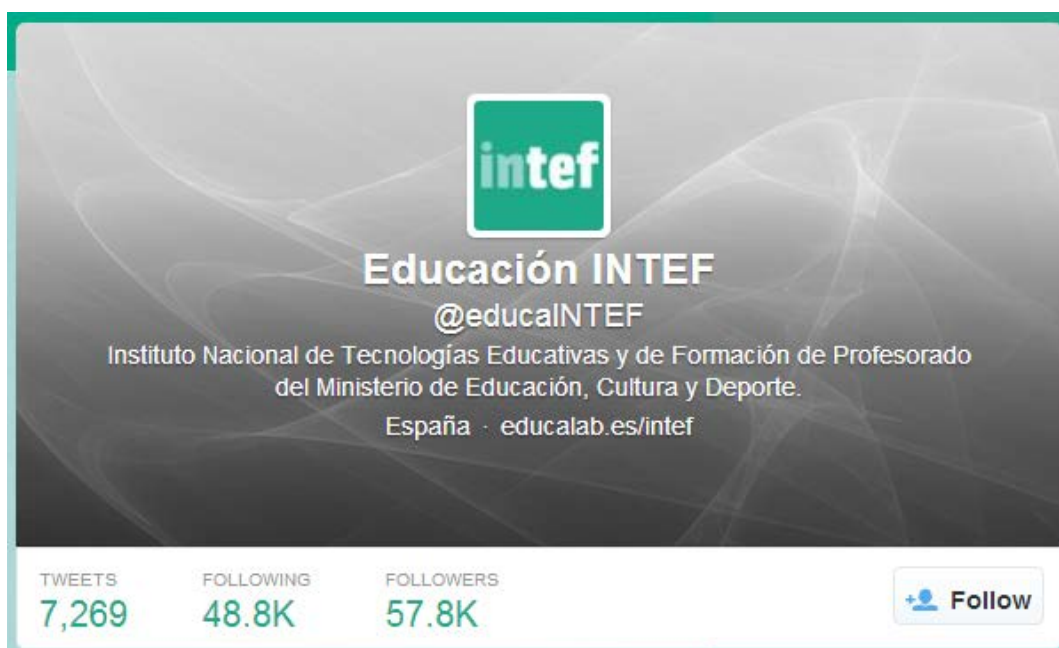 intef
Educación INTEF
@educaINTEF
Instituto Nacional de Tecnologías Educativas y de Formación de Profesorado
del Ministerio de Educación, Cultura y Deporte.
España · educalab.es/intef
TWEETS FOLLOWING FOLLOWERS
7,269 48.8K 57.8K
Follow